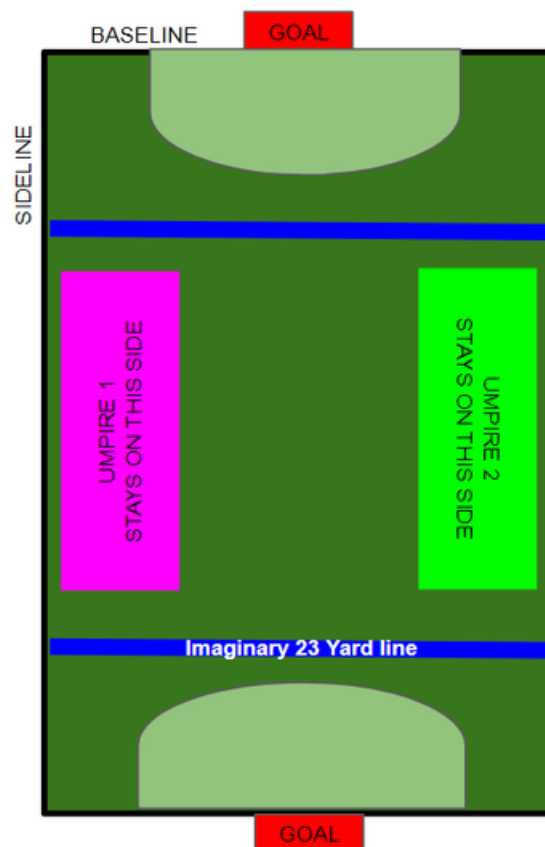 BASELINE
GOAL
SIDELINE
UMPIRE 1
STAYS ON THIS SIDE
UMPIRE 2
STAYS ON THIS SIDE
Imaginary 23 Yard line
GOAL